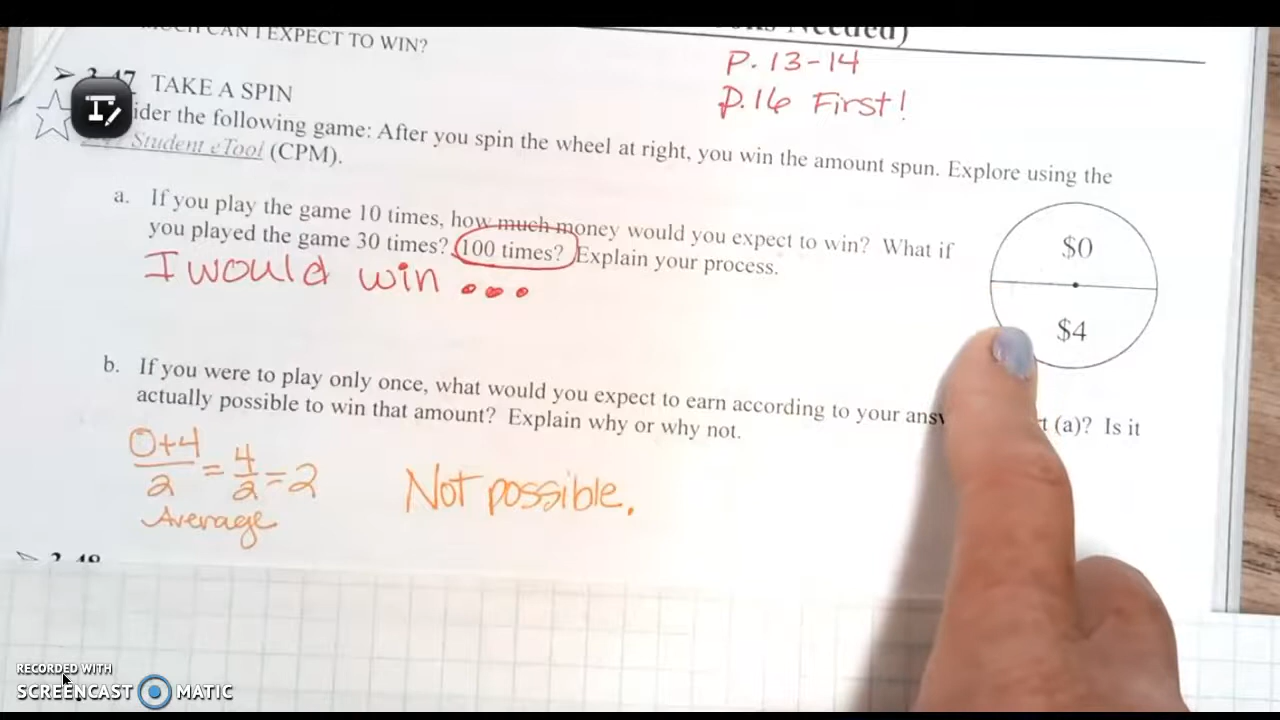 CAN I EXPECT TO WIN?
Needed)
P. 13-14
p. 16 First!
TAKE A SPIN
ider the following game: After you spin the wheel at right, you win the amount spun. Explore using the
Student eTool (CPM).
a. If you play the game 10 times, how much money would you expect to win? What if
you played the game 30 times? 100 times? Explain your process.
I would win ...
$0
$4
b. If you were to play only once, what would you expect to earn according to your answ t (a)? Is it
actually possible to win that amount? Explain why or why not.
0+4/2 = 4/2 = 2
Average
Not possible.
RECORDED WITH
SCREENCAST MATIC